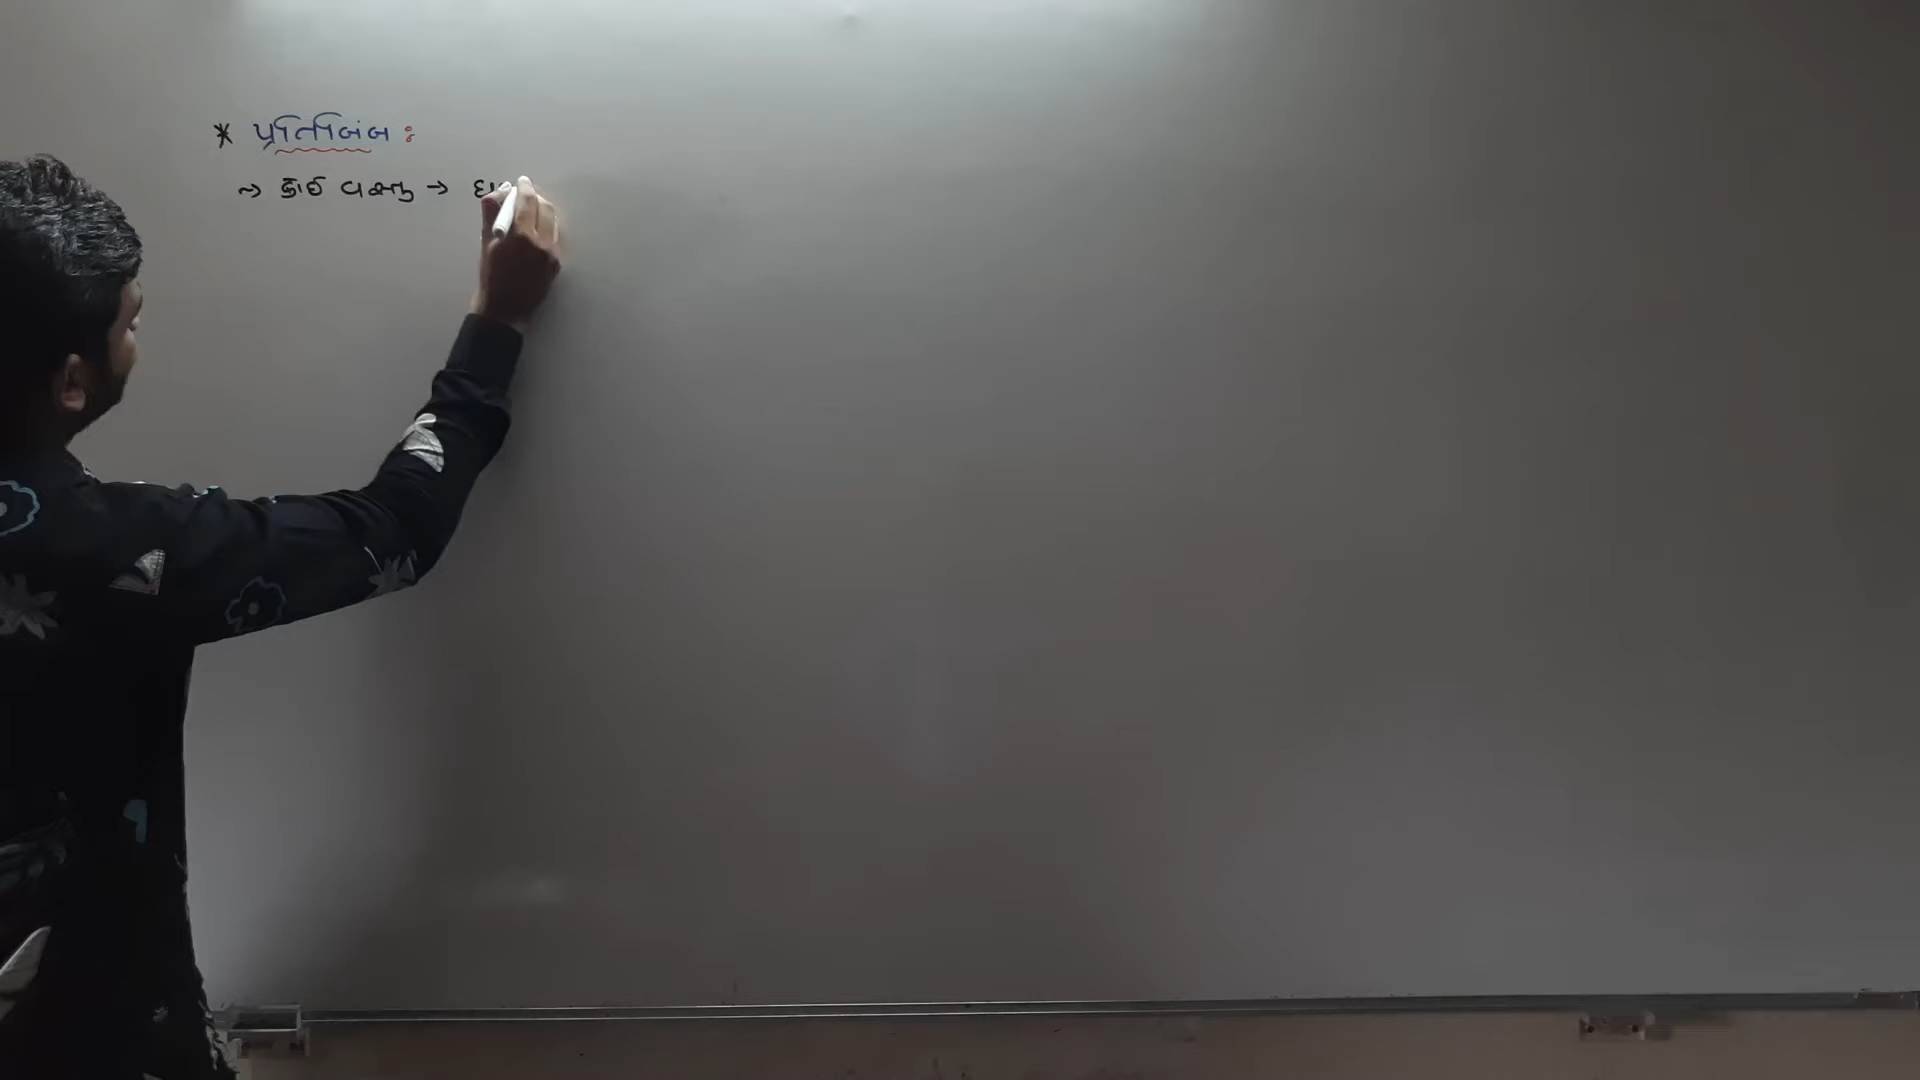 * પ્રતિબિંબ :
~> કોઈ વસ્તુ →